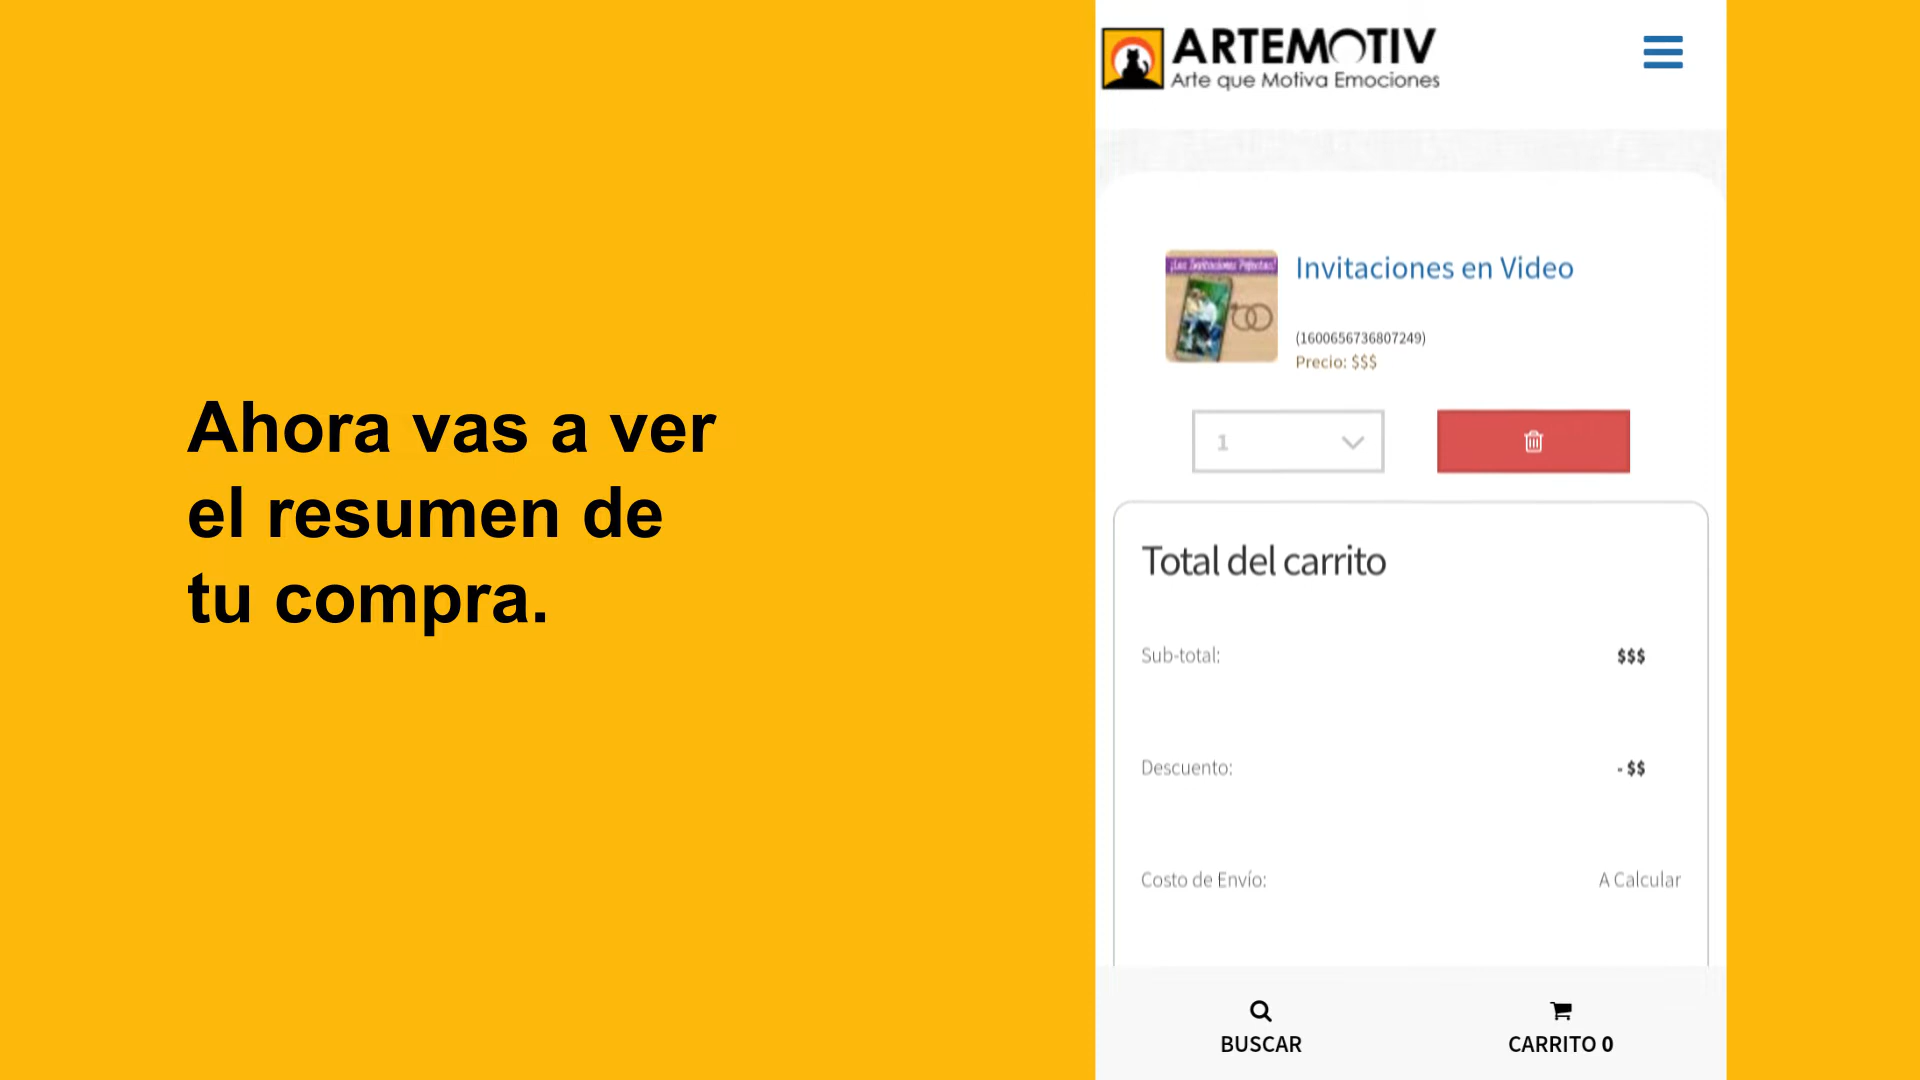 Ahora vas a ver
el resumen de
tu compra.
ARTEMOTIV
Arte que Motiva Emociones
Invitaciones en Video
(1600656736807249)
Precio: $$$
1
Total del carrito
Sub-total: $$$
Descuento: - $$
Costo de Envío: A Calcular
BUSCAR
CARRITO 0